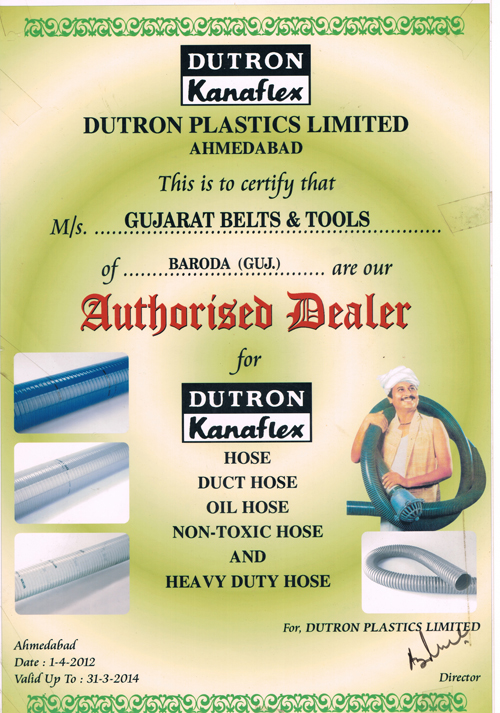 DUTRON
Kanaflex
DUTRON PLASTICS LIMITED
AHMEDABAD
This is to certify that
M/s. GUJARAT BELTS & TOOLS
of BARODA (GUJ.) are our
Authorised Dealer
for
DUTRON
Kanaflex
HOSE
DUCT HOSE
OIL HOSE
NON-TOXIC HOSE
AND
HEAVY DUTY HOSE
For, DUTRON PLASTICS LIMITED
Ahmedabad
Date : 1-4-2012
Valid Up To : 31-3-2014
Director